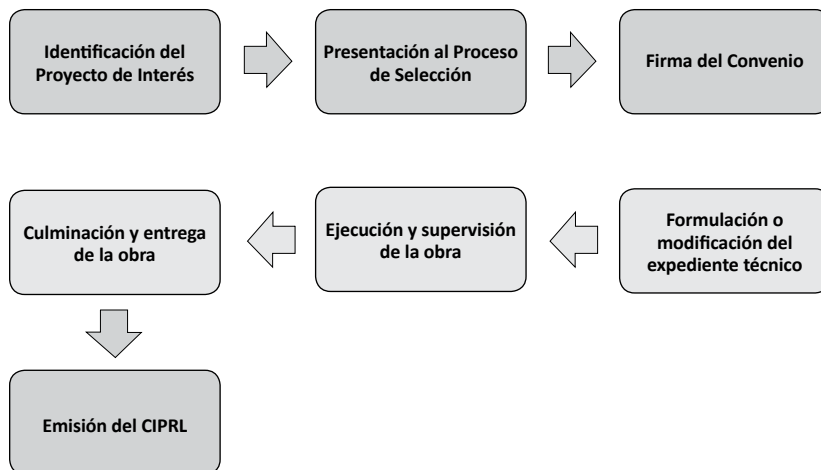 Identificación del
Proyecto de Interés
Presentación al Proceso
de Selección
Firma del Convenio
Formulación o
modificación del
expediente técnico
Ejecución y supervisión
de la obra
Culminación y entrega
de la obra
Emisión del CIPRL